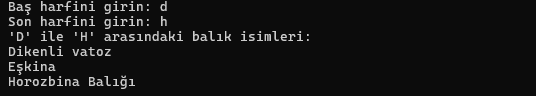 Baş harfini girin: d
Son harfini girin: h
'D' ile 'H' arasındaki balık isimleri:
Dikenli vatoz
Eşkina
Horozbina Balığı